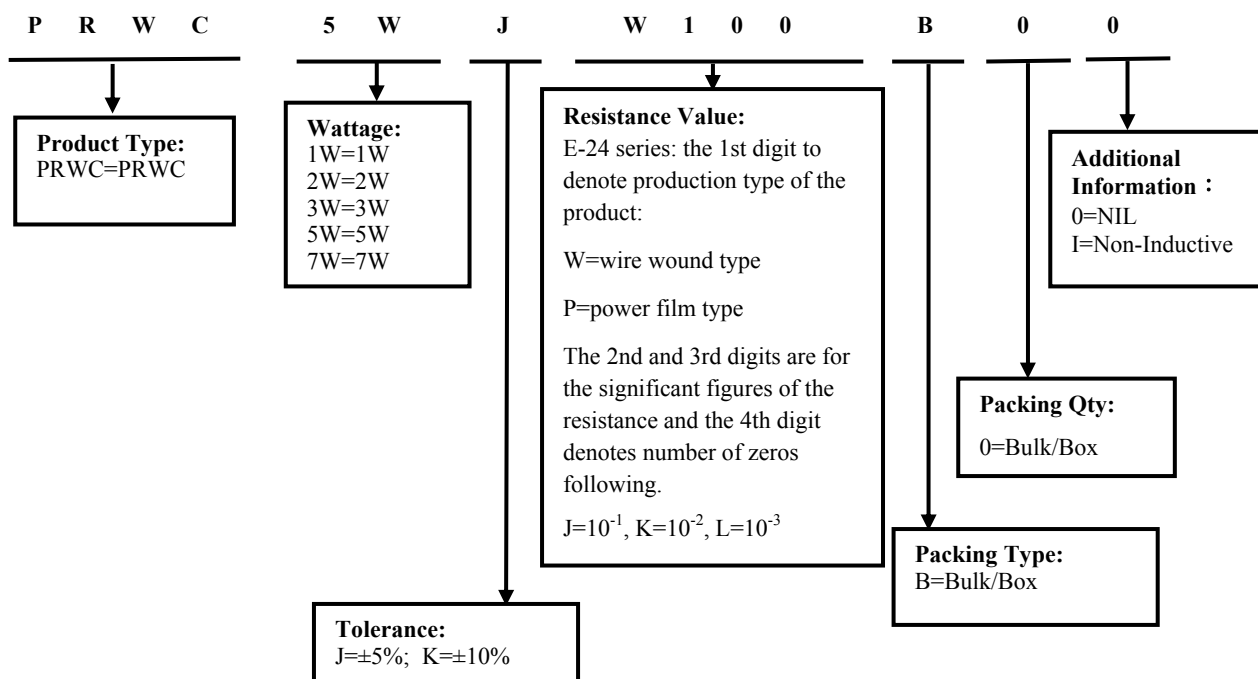 P R W C 5 W J W 1 0 0 B 0 0
Product Type:
PRWC=PRWC
Wattage:
1W=1W
2W=2W
3W=3W
5W=5W
7W=7W
Resistance Value:
E-24 series: the 1st digit to
denote production type of the
product:
W=wire wound type
P=power film type
The 2nd and 3rd digits are for
the significant figures of the
resistance and the 4th digit
denotes number of zeros
following.
J=10⁻¹, K=10⁻², L=10⁻³
Additional
Information：
0=NIL
I=Non-Inductive
Packing Qty:
0=Bulk/Box
Packing Type:
B=Bulk/Box
Tolerance:
J=±5%; K=±10%